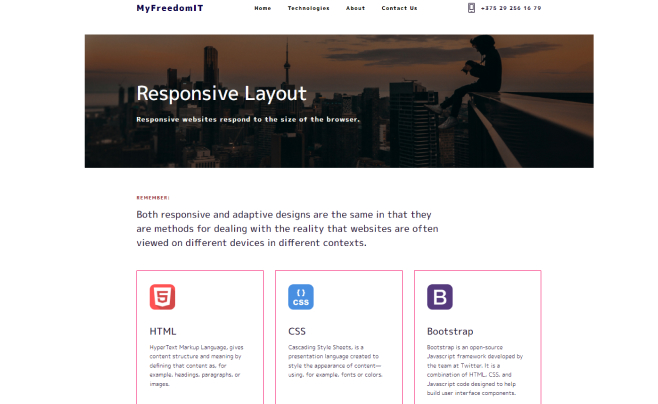 MyFreedomIT
Home Technologies About Contact Us
+375 29 256 16 79
Responsive Layout
Responsive websites respond to the size of the browser.
REMEMBER:
Both responsive and adaptive designs are the same in that they
are methods for dealing with the reality that websites are often
viewed on different devices in different contexts.
HTML
HyperText Markup Language, gives
content structure and meaning by
defining that content as, for
example, headings, paragraphs, or
images.
{ }
CSS
CSS
Cascading Style Sheets, is a
presentation language created to
style the appearance of content—
using, for example, fonts or colors.
B
Bootstrap
Bootstrap is an open-source
Javascript framework developed by
the team at Twitter. It is a
combination of HTML, CSS, and
Javascript code designed to help
build user interface components.